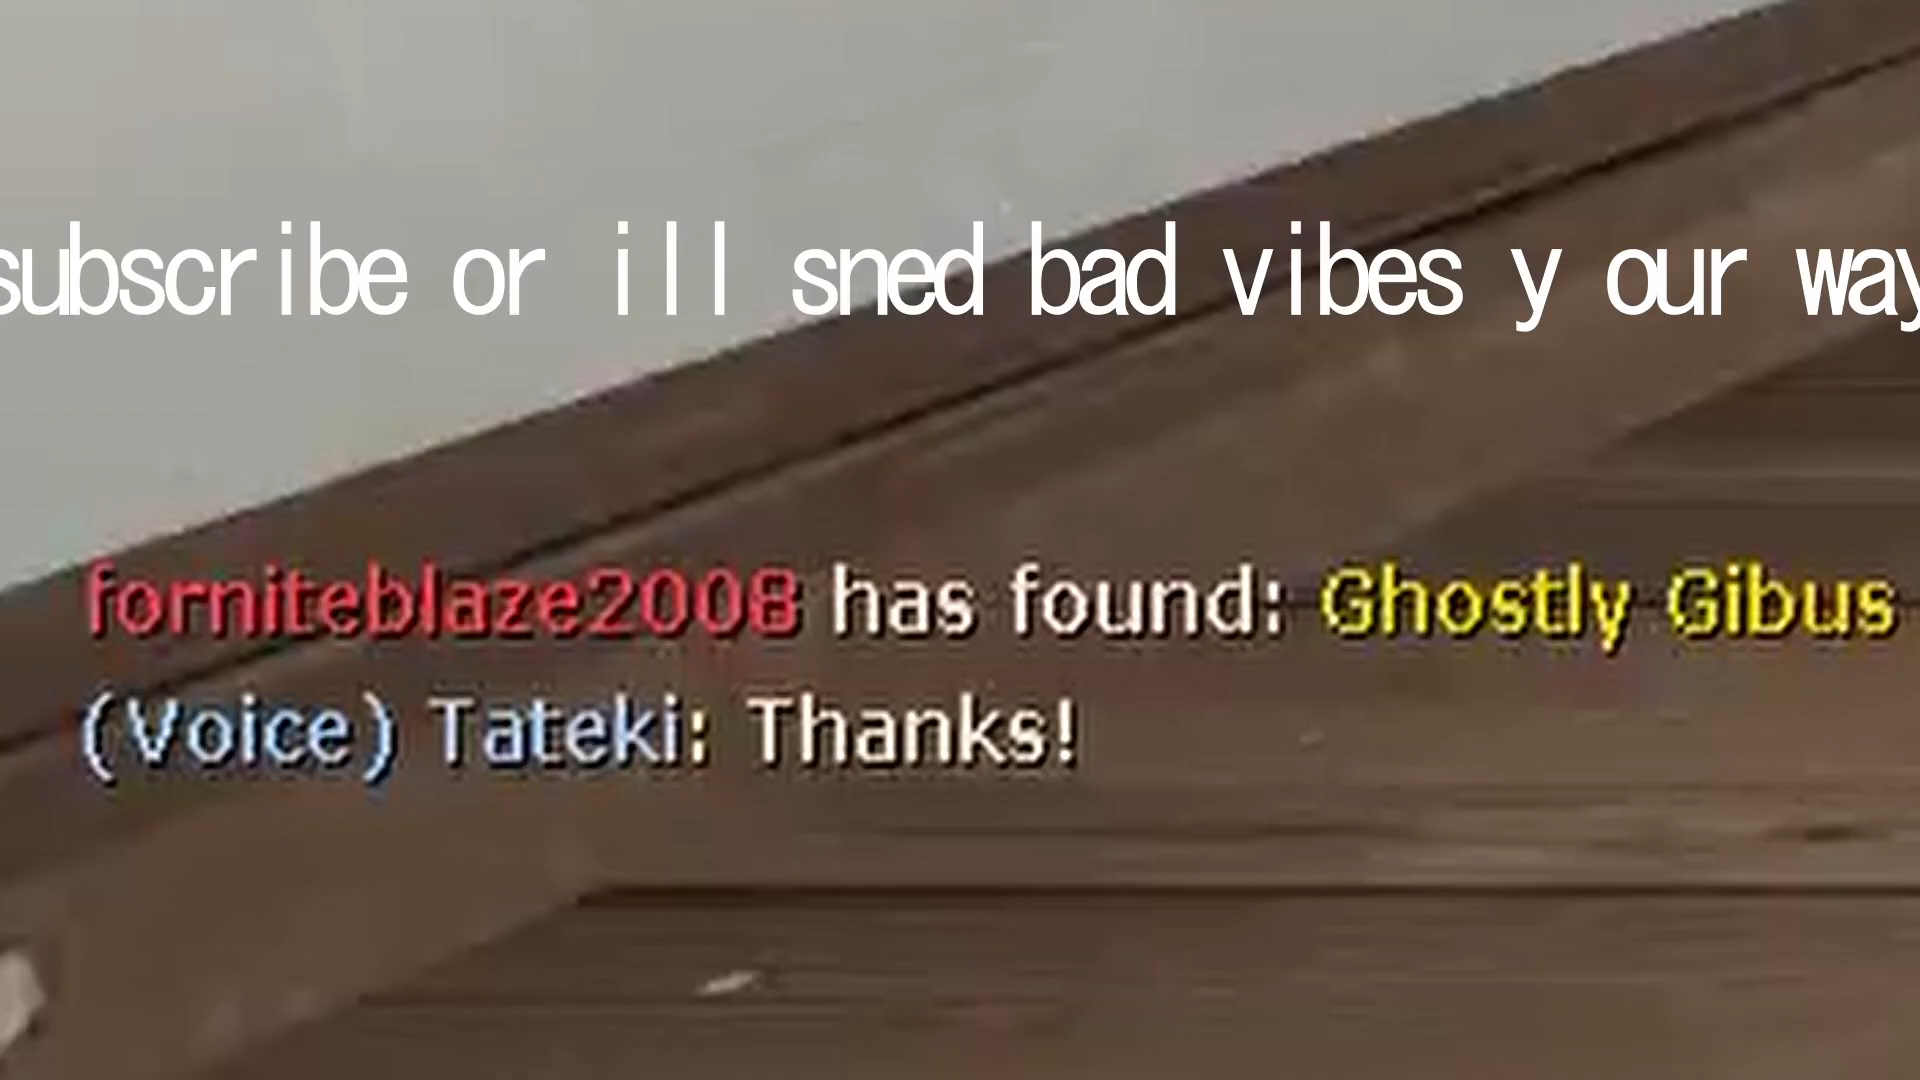 subscribe or ill sned bad vibes y our way
forniteblaze2008 has found: Ghostly Gibus
(Voice) Tateki: Thanks!